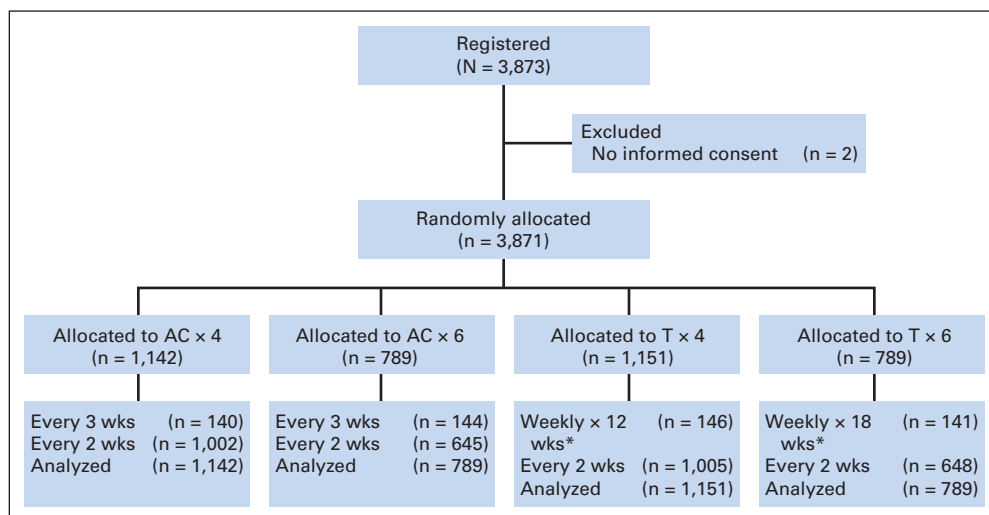 Registered
(N = 3,873)
Excluded
No informed consent (n = 2)
Randomly allocated
(n = 3,871)
Allocated to AC × 4
(n = 1,142)
Allocated to AC × 6
(n = 789)
Allocated to T × 4
(n = 1,151)
Allocated to T × 6
(n = 789)
Every 3 wks (n = 140)
Every 2 wks (n = 1,002)
Analyzed (n = 1,142)
Every 3 wks (n = 144)
Every 2 wks (n = 645)
Analyzed (n = 789)
Weekly × 12 (n = 146)
wks*
Every 2 wks (n = 1,005)
Analyzed (n = 1,151)
Weekly × 18 (n = 141)
wks*
Every 2 wks (n = 648)
Analyzed (n = 789)